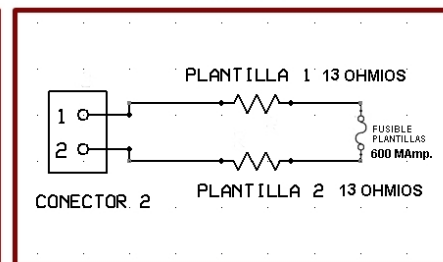 PLANTILLA 1 13 OHMIOS
1
2
FUSIBLE
PLANTILLAS
600 MAmp.
PLANTILLA 2 13 OHMIOS
CONECTOR 2